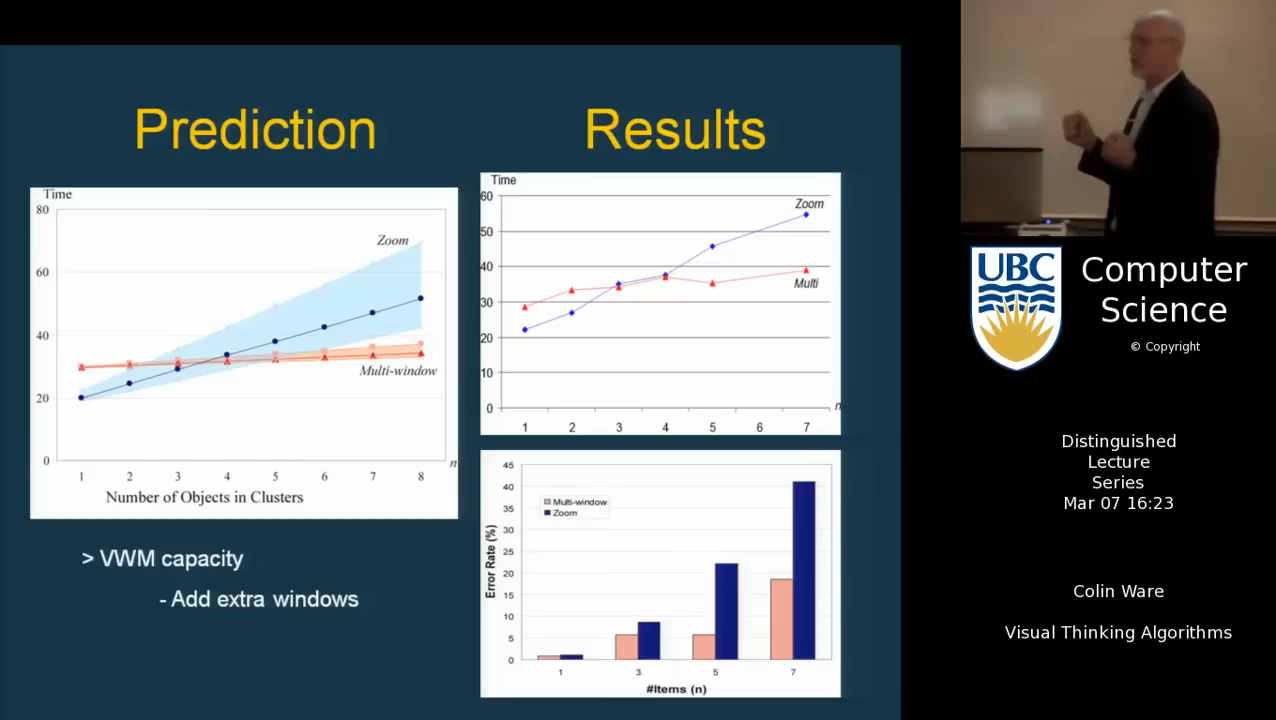 Prediction
Results
Time
80
60
40
20
0
Zoom
Multi-window
n
1 2 3 4 5 6 7 8
Number of Objects in Clusters
> VWM capacity
- Add extra windows
Time
60
50
40
30
20
10
0
Zoom
Multi
n
1 2 3 4 5 6 7
45
40
35
30
25
20
15
10
5
0
Error Rate (%)
Multi-window
Zoom
1 3 5 7
#Items (n)
UBC
Computer
Science
© Copyright
Distinguished
Lecture
Series
Mar 07 16:23
Colin Ware
Visual Thinking Algorithms